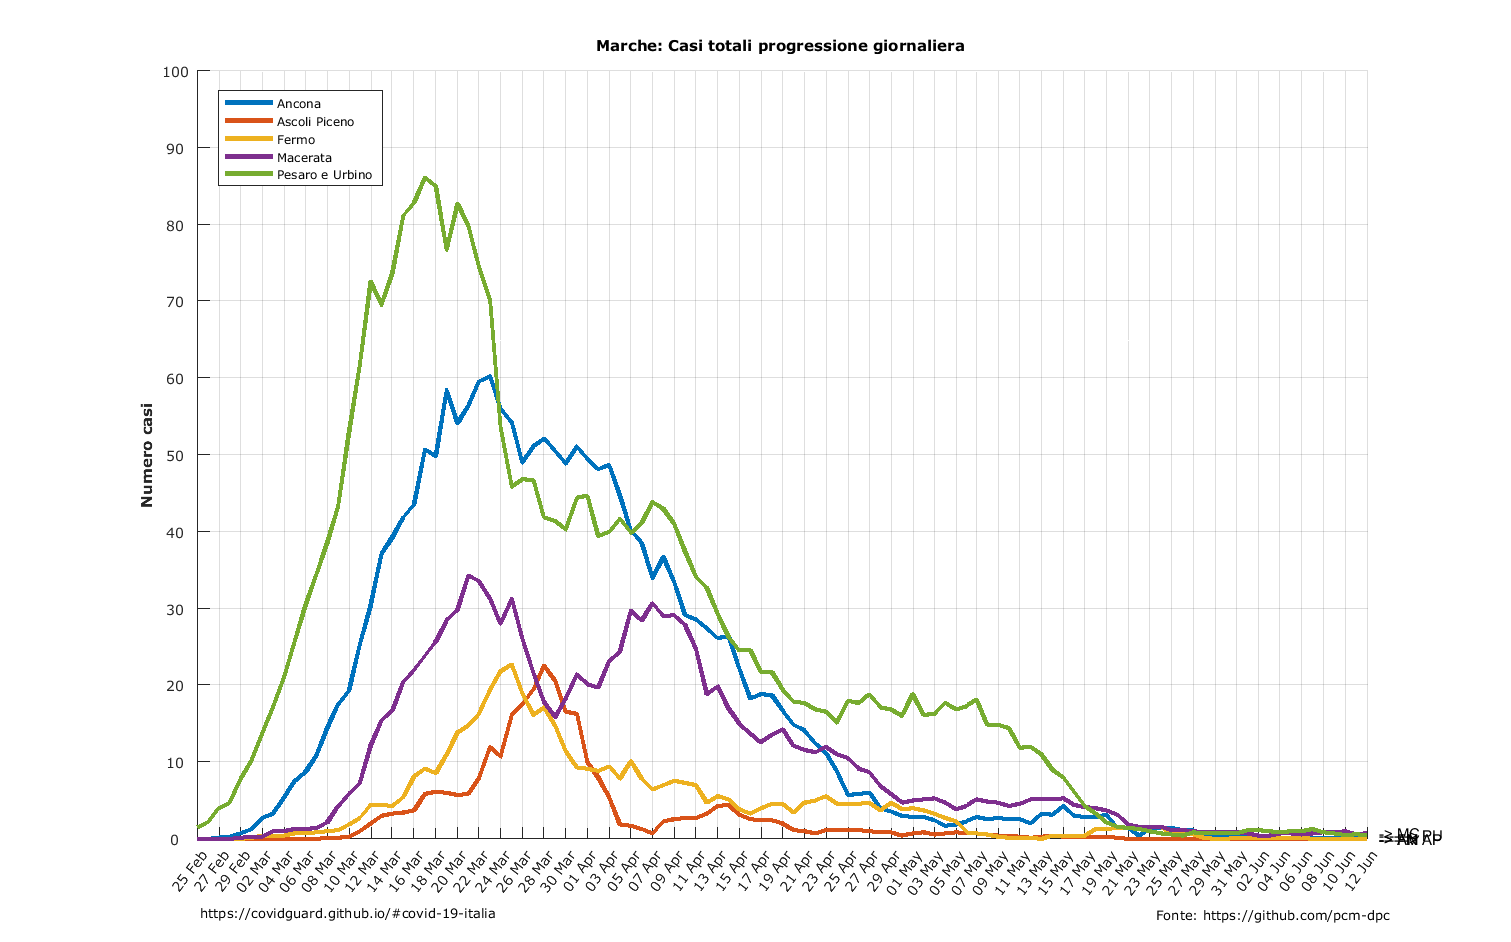 Marche: Casi totali progressione giornaliera
100
90
80
70
60
50
40
30
20
10
0
Numero casi
Ancona
Ascoli Piceno
Fermo
Macerata
Pesaro e Urbino
25 Feb
27 Feb
29 Feb
02 Mar
04 Mar
06 Mar
08 Mar
10 Mar
12 Mar
14 Mar
16 Mar
18 Mar
20 Mar
22 Mar
24 Mar
26 Mar
28 Mar
30 Mar
01 Apr
03 Apr
05 Apr
07 Apr
09 Apr
11 Apr
13 Apr
15 Apr
17 Apr
19 Apr
21 Apr
23 Apr
25 Apr
27 Apr
29 Apr
01 May
03 May
05 May
07 May
09 May
11 May
13 May
15 May
17 May
19 May
21 May
23 May
25 May
27 May
29 May
31 May
02 Jun
04 Jun
06 Jun
08 Jun
10 Jun
12 Jun
PU
AP
https://covidguard.github.io/#covid-19-italia
Fonte: https://github.com/pcm-dpc